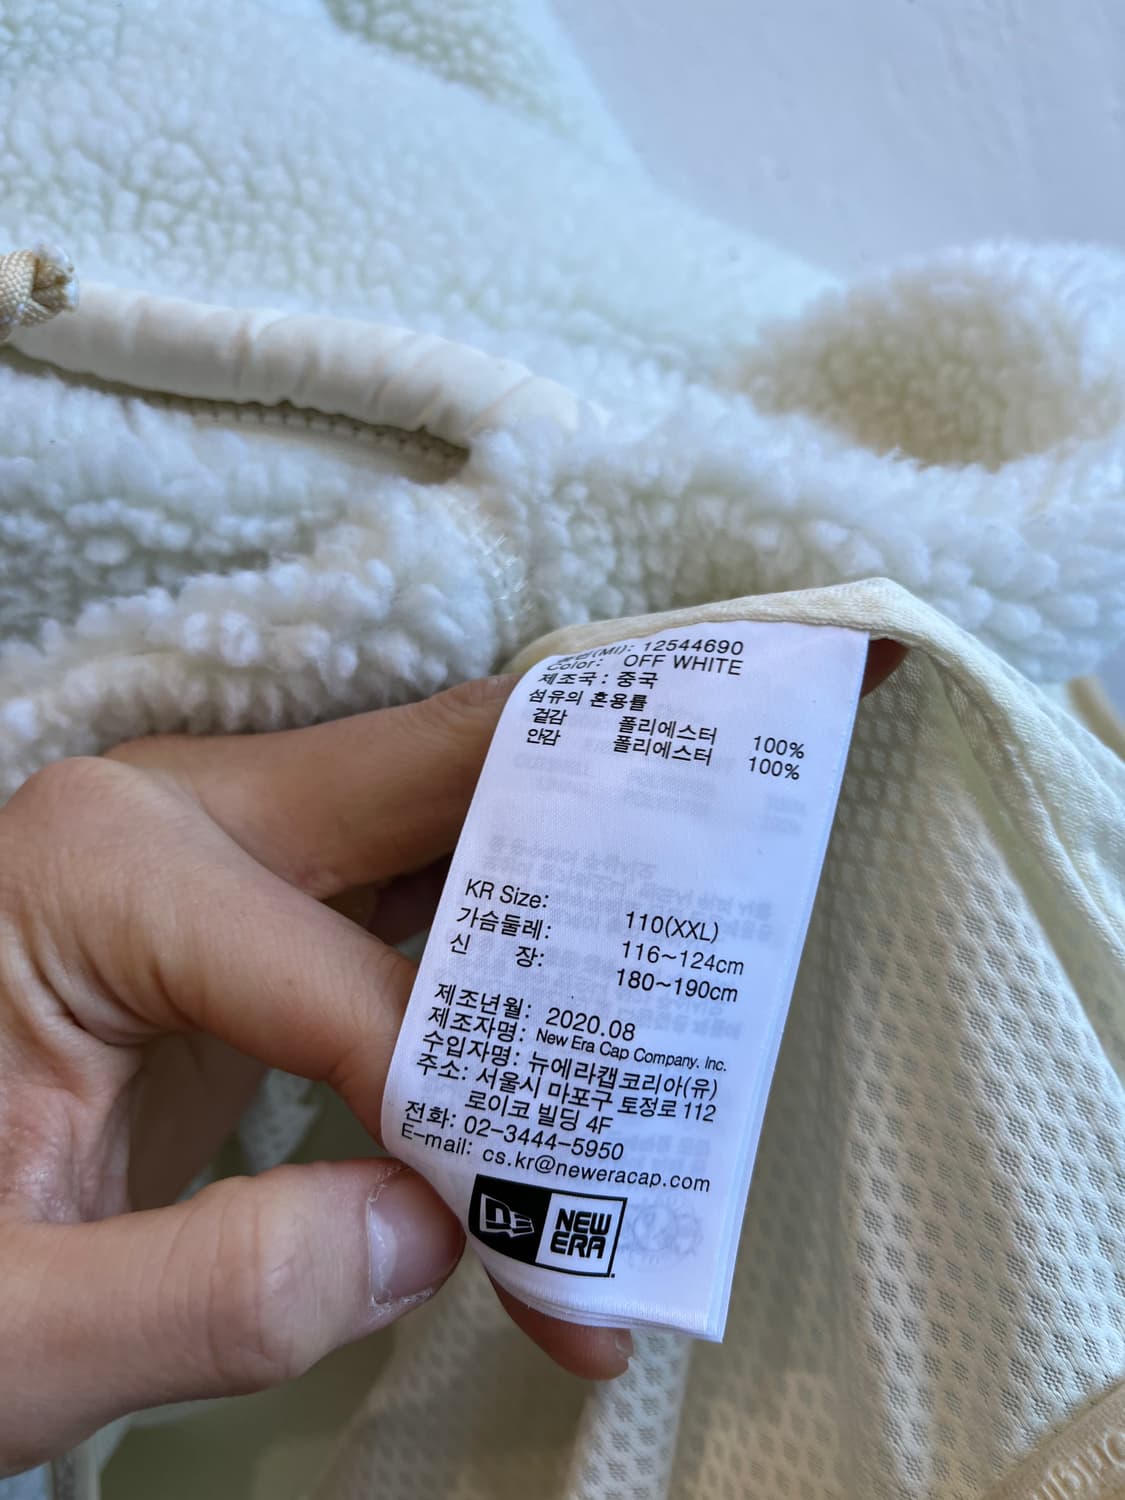 (MI): 12544690
Color: OFF WHITE
제조국: 중국
섬유의 혼용률
겉감 폴리에스터 100%
안감 폴리에스터 100%
KR Size: 110(XXL)
가슴둘레: 116~124cm
신 장: 180~190cm
제조년월: 2020.08
제조자명: New Era Cap Company. Inc.
수입자명: 뉴에라캡코리아(유)
주소: 서울시 마포구 토정로 112
로이코 빌딩 4F
전화: 02-3444-5950
E-mail: cs.kr@neweracap.com
NE NEW
ERA